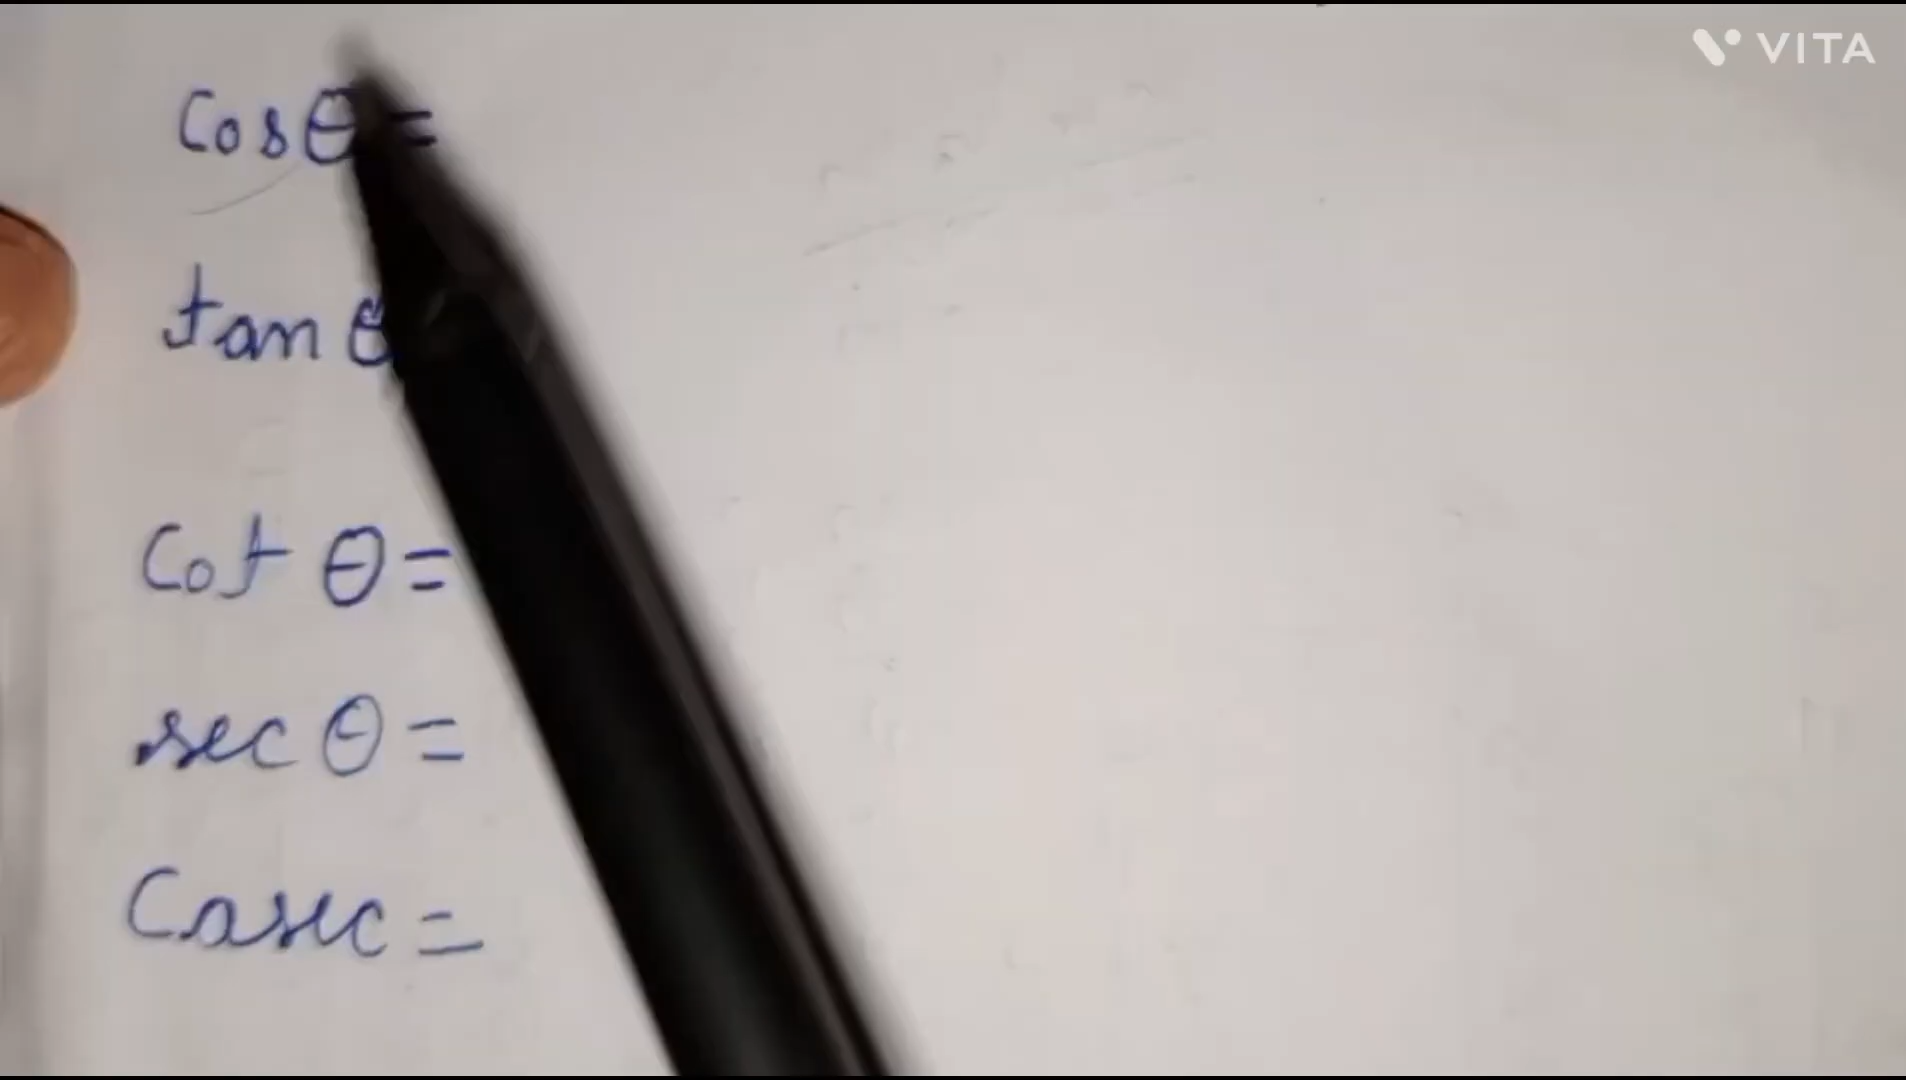 VITA
Cosθ =
tan θ
Cot θ =
sec θ =
Cosec =